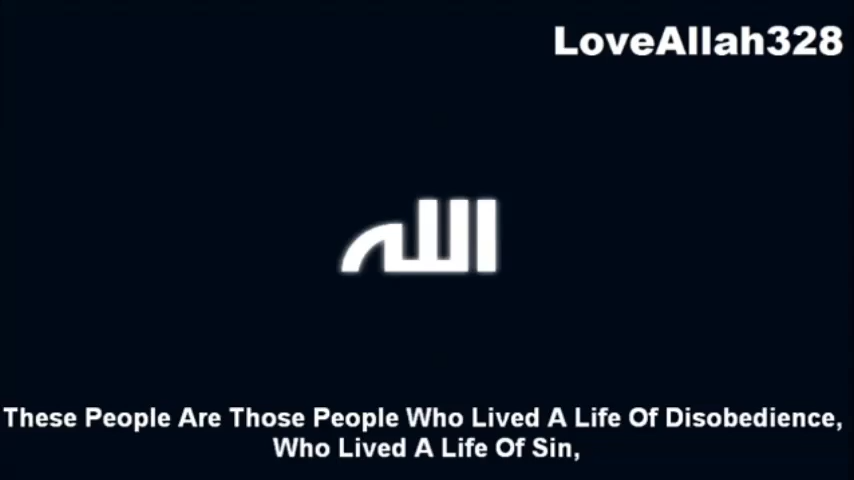 LoveAllah328
الله
These People Are Those People Who Lived A Life Of Disobedience,
Who Lived A Life Of Sin,